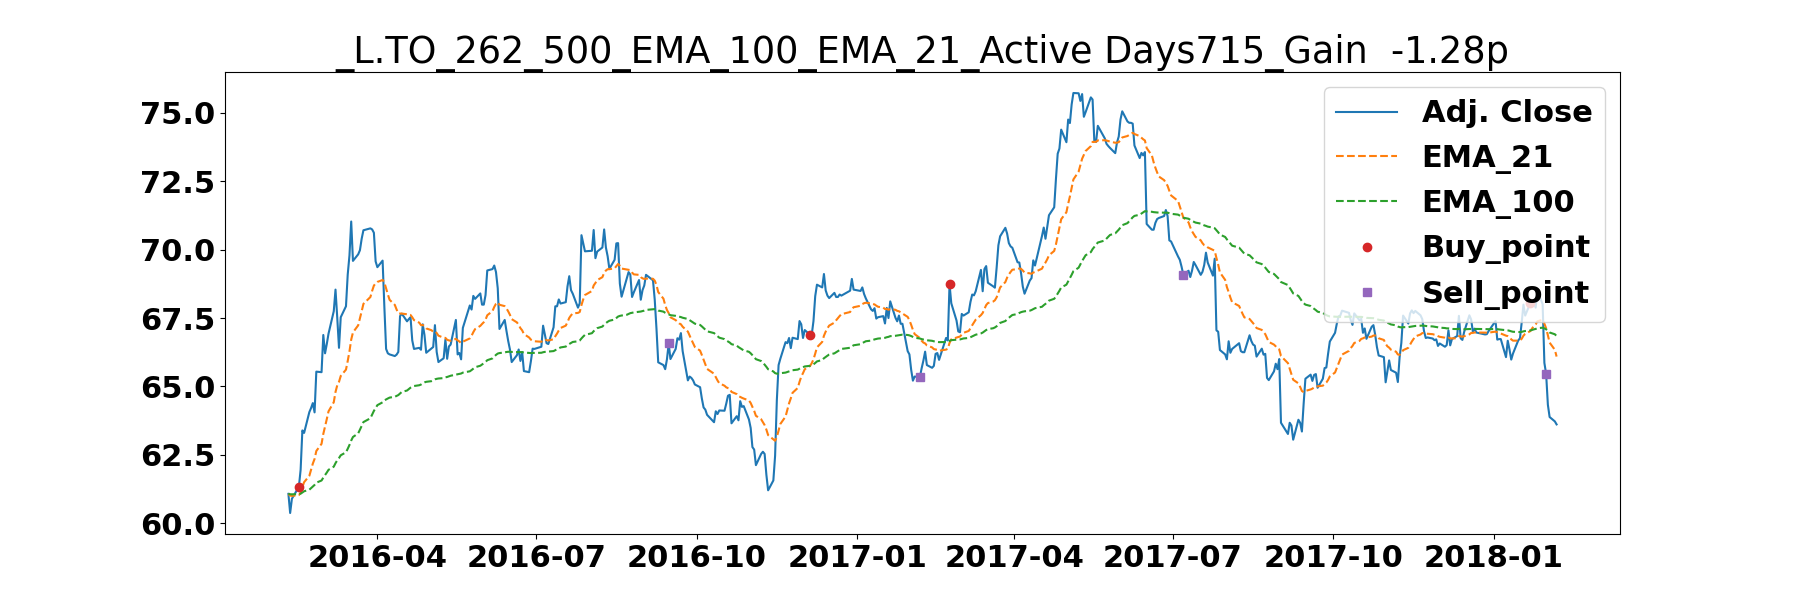 _L.TO_262_500_EMA_100_EMA_21_Active Days715_Gain  -1.28p
75.0
72.5
70.0
67.5
65.0
62.5
60.0
Adj. Close
EMA_21
EMA_100
Buy_point
Sell_point
2016-04 2016-07 2016-10 2017-01 2017-04 2017-07 2017-10 2018-01